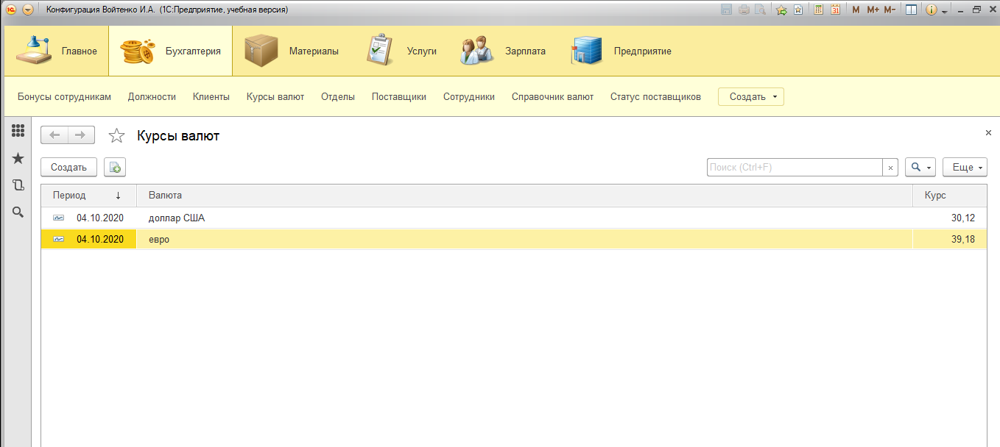 Конфигурация Войтенко И.А. (1С:Предприятие, учебная версия) M M+ M-
Главное Бухгалтерия Материалы Услуги Зарплата Предприятие
Бонусы сотрудникам Должности Клиенты Курсы валют Отделы Поставщики Сотрудники Справочник валют Статус поставщиков Создать
Курсы валют
Создать Поиск (Ctrl+F) × Еще
Период ↓ Валюта Курс
04.10.2020 доллар США 30,12
04.10.2020 евро 39,18